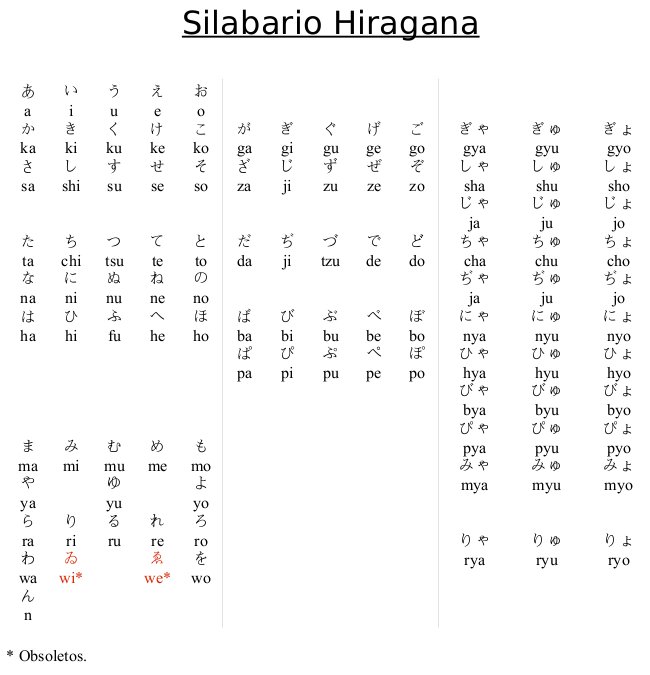 Silabario Hiragana
あ い う え お
a i u e o
か き く け こ が ぎ ぐ げ ご ぎゃ ぎゅ ぎょ
ka ki ku ke ko ga gi gu ge go gya gyu gyo
さ し す せ そ ざ じ ず ぜ ぞ しゃ しゅ しょ
sa shi su se so za ji zu ze zo sha shu sho
じゃ じゅ じょ
ja ju jo
た ち つ て と だ ぢ づ で ど ちゃ ちゅ ちょ
ta chi tsu te to da ji tzu de do cha chu cho
な に ぬ ね の ぢゃ ぢゅ ぢょ
na ni nu ne no ja ju jo
は ひ ふ へ ほ ば び ぶ べ ぼ にゃ にゅ にょ
ha hi fu he ho ba bi bu be bo nya nyu nyo
ぱ ぴ ぷ ぺ ぽ ひゃ ひゅ ひょ
pa pi pu pe po hya hyu hyo
びゃ びゅ びょ
bya byu byo
ぴゃ ぴゅ ぴょ
pya pyu pyo
ま み む め も みゃ みゅ みょ
ma mi mu me mo mya myu myo
や ゆ よ
ya yu yo
ら り る れ ろ りゃ りゅ りょ
ra ri ru re ro rya ryu ryo
わ ゐ ゑ を
wa wi* we* wo
ん
n
* Obsoletos.